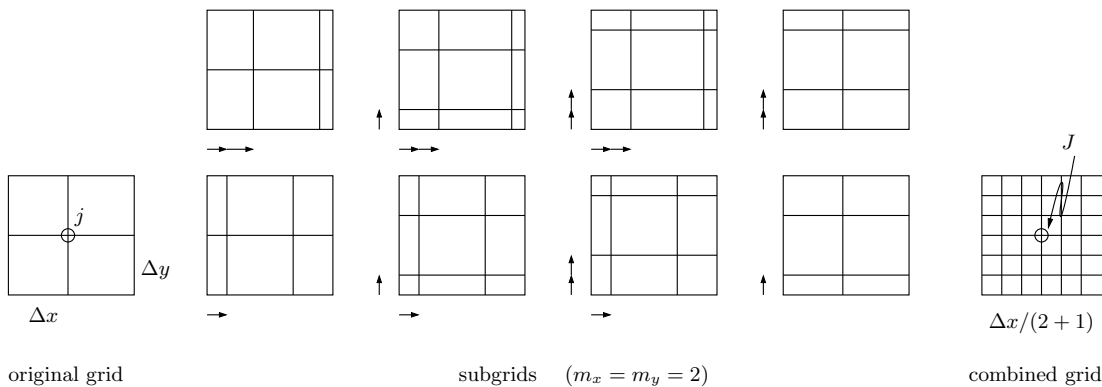 J
j
Δy
Δx
Δx/(2 + 1)
original grid
subgrids (m_x = m_y = 2)
combined grid